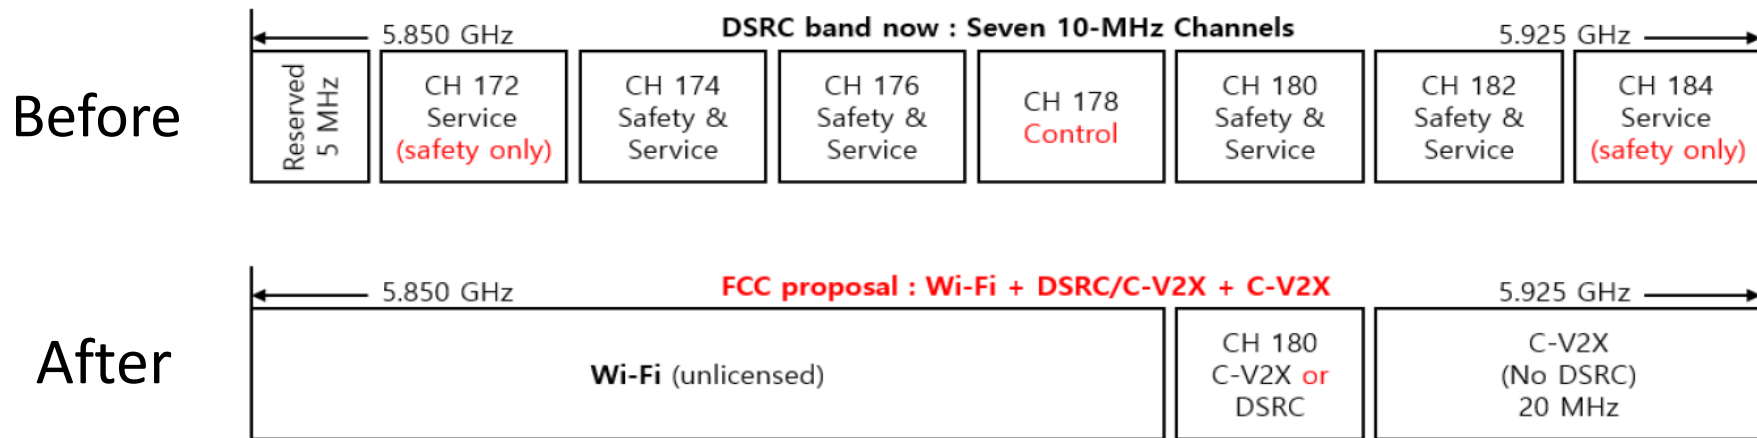 DSRC band now : Seven 10-MHz Channels
5.850 GHz
5.925 GHz
Before
Reserved
5 MHz
CH 172
Service
(safety only)
CH 174
Safety &
Service
CH 176
Safety &
Service
CH 178
Control
CH 180
Safety &
Service
CH 182
Safety &
Service
CH 184
Service
(safety only)
FCC proposal : Wi-Fi + DSRC/C-V2X + C-V2X
5.850 GHz
5.925 GHz
After
Wi-Fi (unlicensed)
CH 180
C-V2X or
DSRC
C-V2X
(No DSRC)
20 MHz